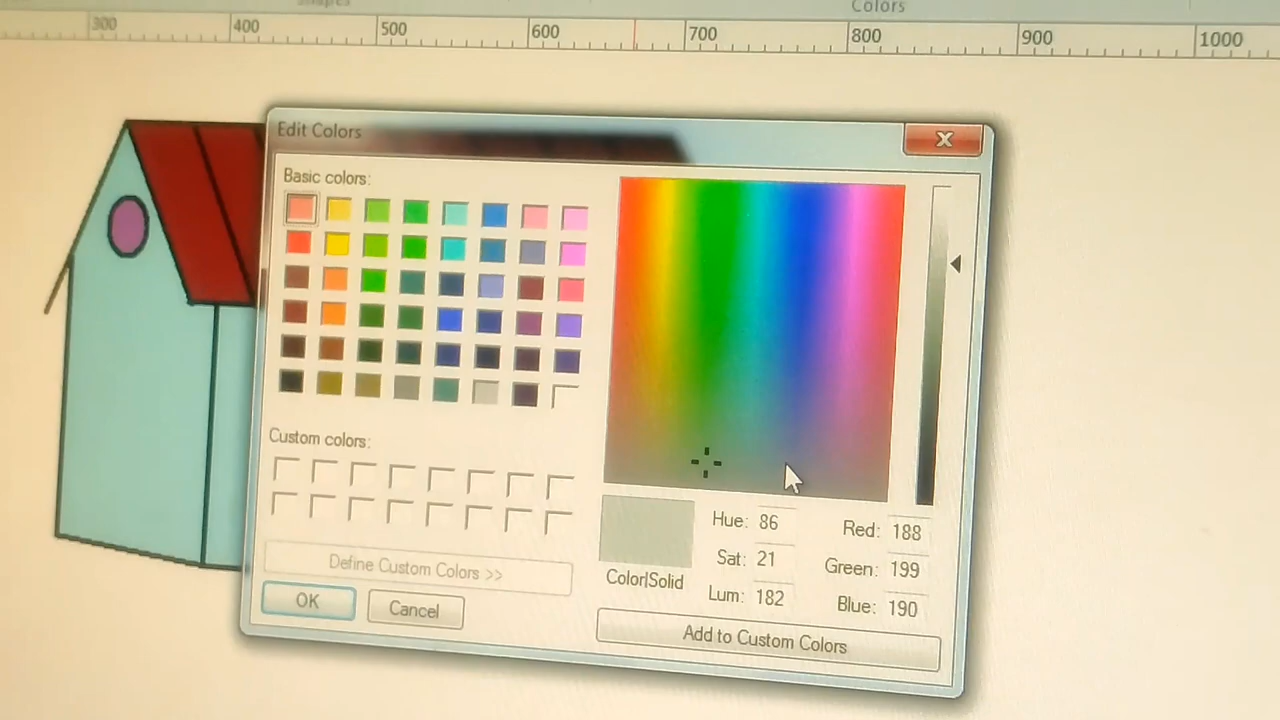 Shapes
Colors
300 400 500 600 700 800 900 1000
Edit Colors
X
Basic colors:
Custom colors:
Define Custom Colors >>
OK
Cancel
Color|Solid
Hue: 86
Sat: 21
Lum: 182
Red: 188
Green: 199
Blue: 190
Add to Custom Colors